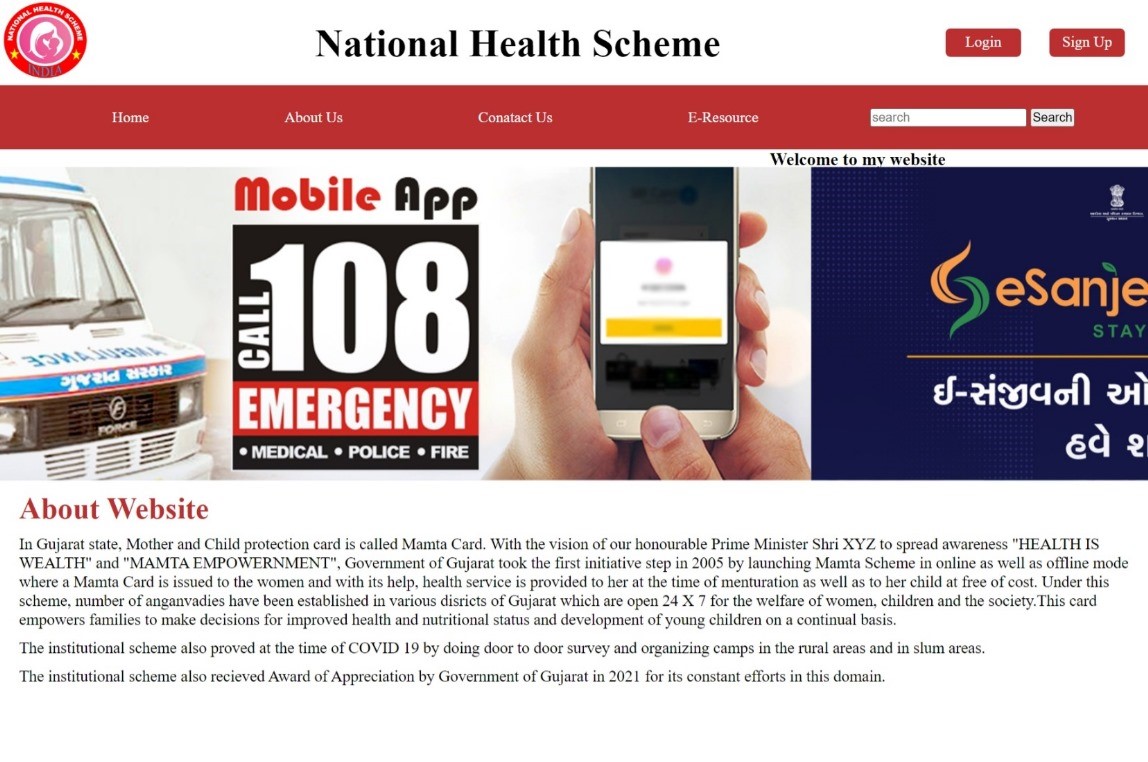 NATIONAL HEALTH SCHEME
INDIA
National Health Scheme
Login
Sign Up
Home
About Us
Conatact Us
E-Resource
search
Search
Welcome to my website
AMBULANCE
ગુજરાત સરકાર
FORCE
Mobile App
CALL 108
EMERGENCY
• MEDICAL • POLICE • FIRE
eSanje
STAY
ઈ-સંજીવની ઓ
હવે
About Website
In Gujarat state, Mother and Child protection card is called Mamta Card. With the vision of our honourable Prime Minister Shri XYZ to spread awareness "HEALTH IS
WEALTH" and "MAMTA EMPOWERNMENT", Government of Gujarat took the first initiative step in 2005 by launching Mamta Scheme in online as well as offline mode
where a Mamta Card is issued to the women and with its help, health service is provided to her at the time of menturation as well as to her child at free of cost. Under this
scheme, number of anganvadies have been established in various disricts of Gujarat which are open 24 X 7 for the welfare of women, children and the society.This card
empowers families to make decisions for improved health and nutritional status and development of young children on a continual basis.
The institutional scheme also proved at the time of COVID 19 by doing door to door survey and organizing camps in the rural areas and in slum areas.
The institutional scheme also recieved Award of Appreciation by Government of Gujarat in 2021 for its constant efforts in this domain.